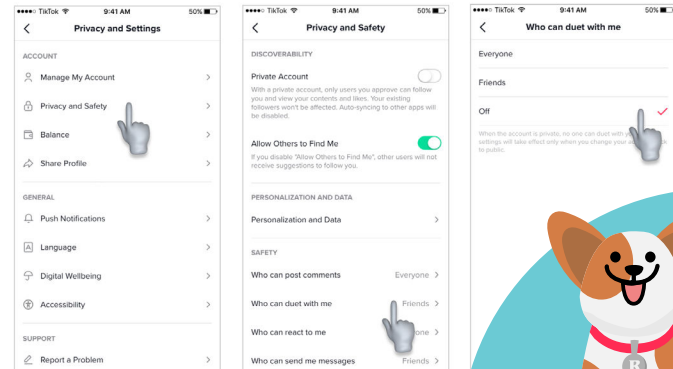 TikTok 9:41 AM 50%
Privacy and Settings
ACCOUNT
Manage My Account
Privacy and Safety
Balance
Share Profile
GENERAL
Push Notifications
A Language
Digital Wellbeing
Accessibility
SUPPORT
Report a Problem
TikTok 9:41 AM 50%
Privacy and Safety
DISCOVERABILITY
Private Account
With a private account, only users you approve can follow
you and view your contents and likes. Your existing
followers won't be affected. Auto-syncing to other apps will
be disabled.
Allow Others to Find Me
If you disable "Allow Others to Find Me", other users will not
receive suggestions to follow you.
PERSONALIZATION AND DATA
Personalization and Data
SAFETY
Who can post comments Everyone
Who can duet with me Friends
Who can react to me
Who can send me messages Friends
TikTok 9:41 AM 50%
Who can duet with me
Everyone
Friends
Off
When the account is private, no one can duet with
settings will take effect only when you change your
to public.
R